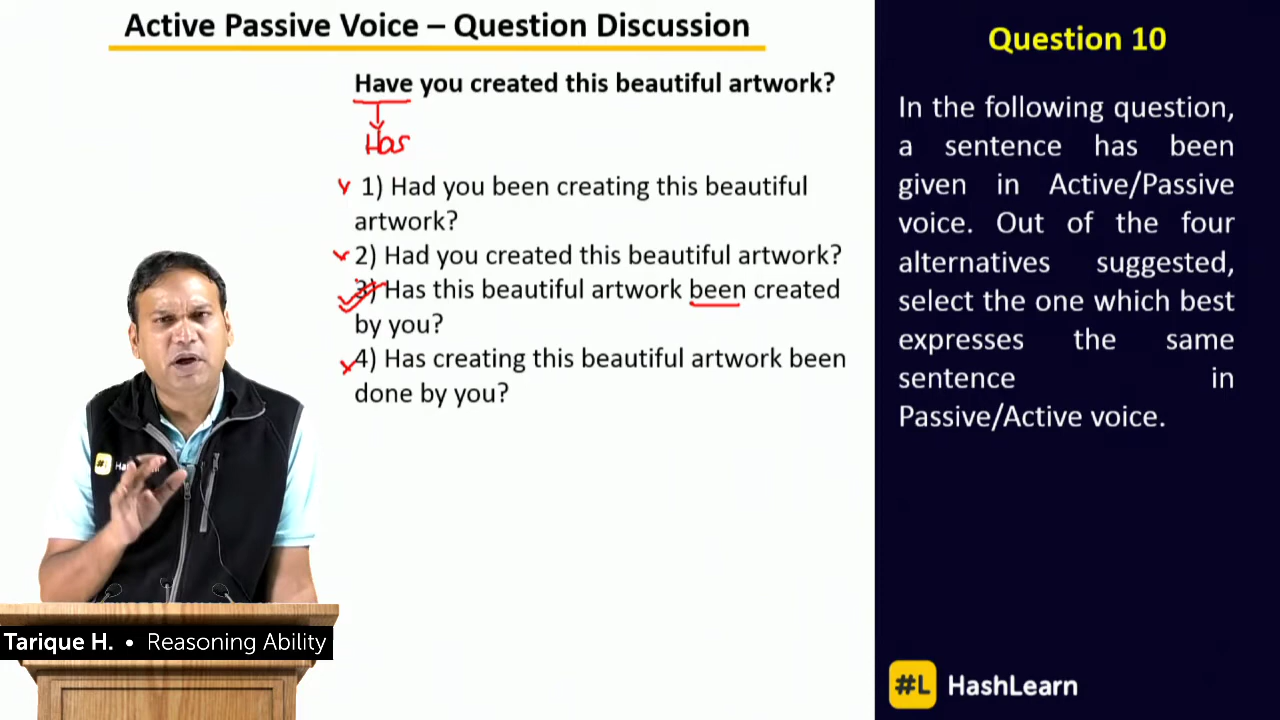 Active Passive Voice – Question Discussion
Have you created this beautiful artwork?
Has
1) Had you been creating this beautiful
artwork?
2) Had you created this beautiful artwork?
3) Has this beautiful artwork been created
by you?
4) Has creating this beautiful artwork been
done by you?
Question 10
In the following question,
a sentence has been
given in Active/Passive
voice. Out of the four
alternatives suggested,
select the one which best
expresses the same
sentence in
Passive/Active voice.
#L
Tarique H. • Reasoning Ability
#L HashLearn